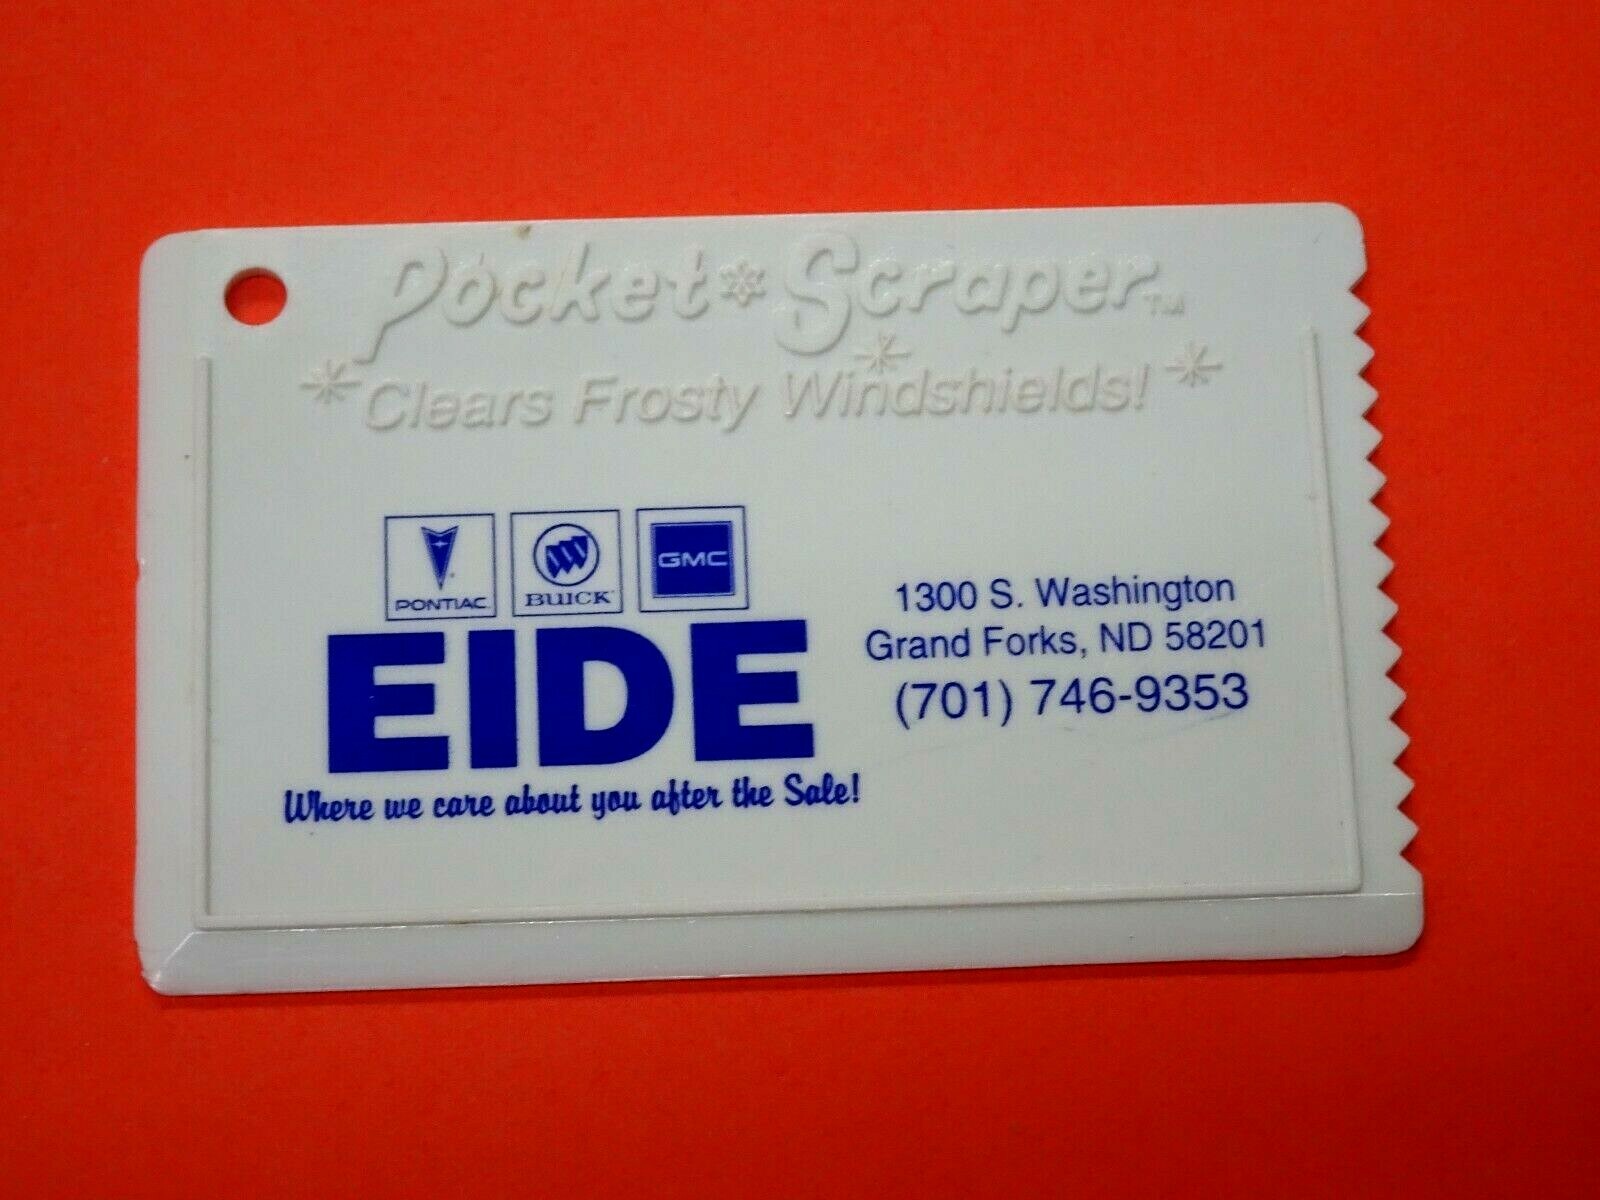 Pocket Scraper™
Clears Frosty Windshields!
PONTIAC
BUICK
GMC
EIDE
Where we care about you after the Sale!
1300 S. Washington
Grand Forks, ND 58201
(701) 746-9353